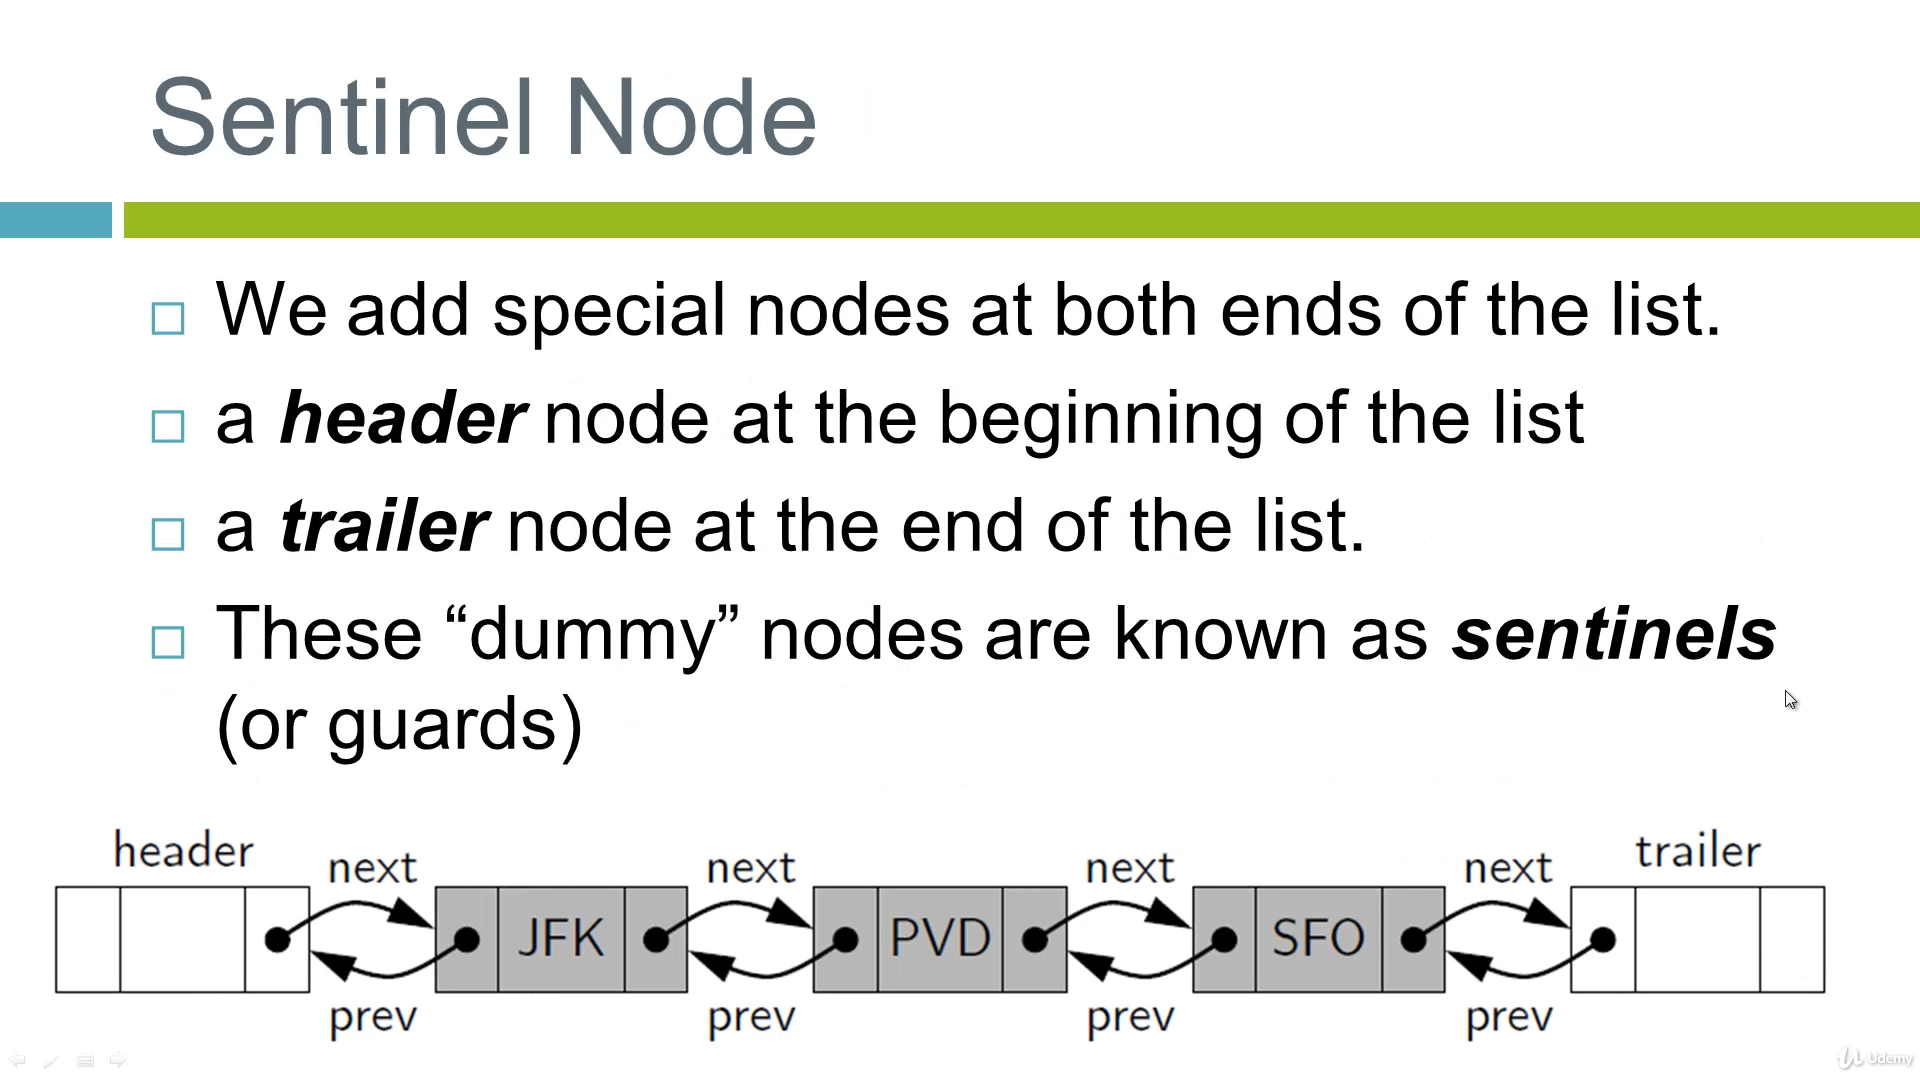 Sentinel Node
We add special nodes at both ends of the list.
a header node at the beginning of the list
a trailer node at the end of the list.
These “dummy” nodes are known as sentinels
(or guards)
header next next next next trailer
JFK PVD SFO
prev prev prev prev
Udemy